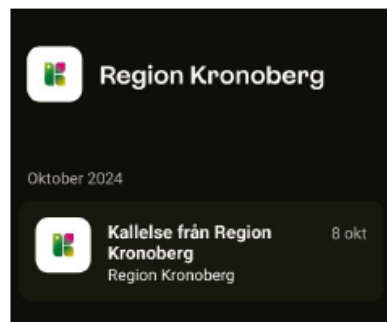 Region Kronoberg
Oktober 2024
Kallelse från Region
Kronoberg
8 okt
Region Kronoberg